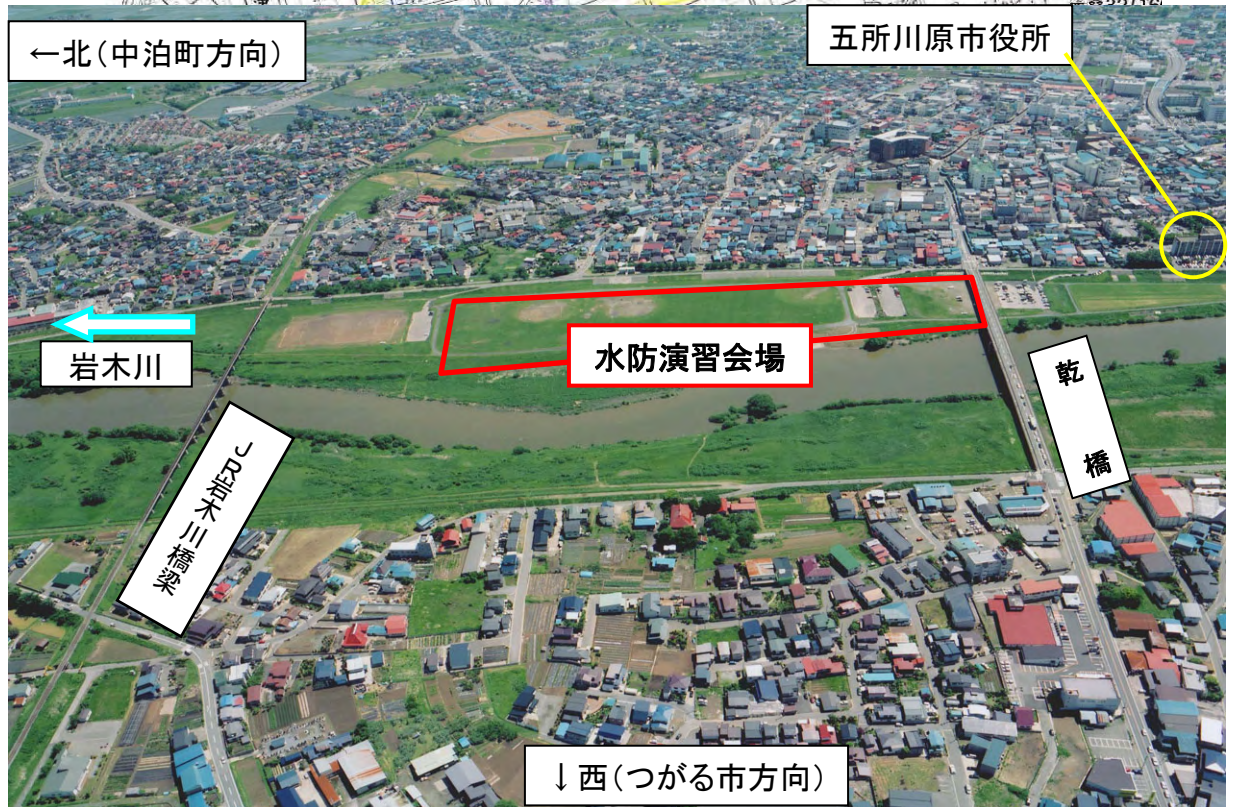 ←北(中泊町方向)
五所川原市役所
岩木川
水防演習会場
乾橋
JR岩木川橋梁
↓西(つがる市方向)